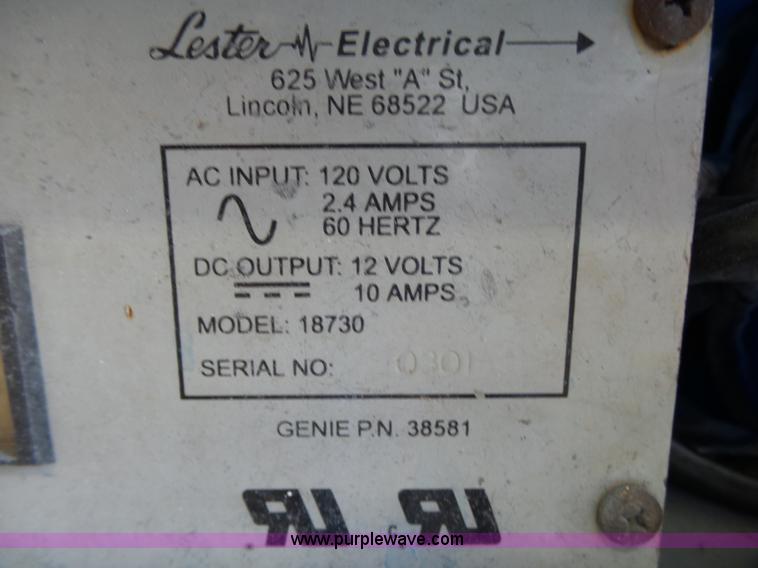 Lester Electrical
625 West "A" St,
Lincoln, NE 68522 USA
AC INPUT: 120 VOLTS
2.4 AMPS
60 HERTZ
DC OUTPUT: 12 VOLTS
10 AMPS
MODEL: 18730
SERIAL NO: 0301
GENIE P.N. 38581
c
www.purplewave.com